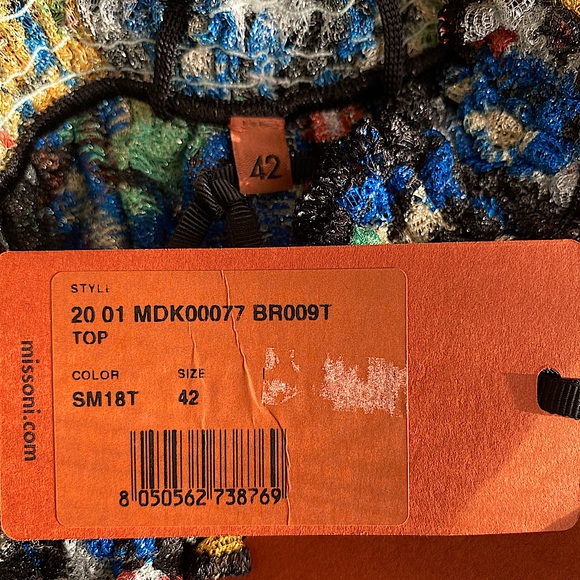 42
STYLE
20 01 MDK00077 BR009T
TOP
COLOR SIZE
SM18T 42
8 050562 738769
missoni.com